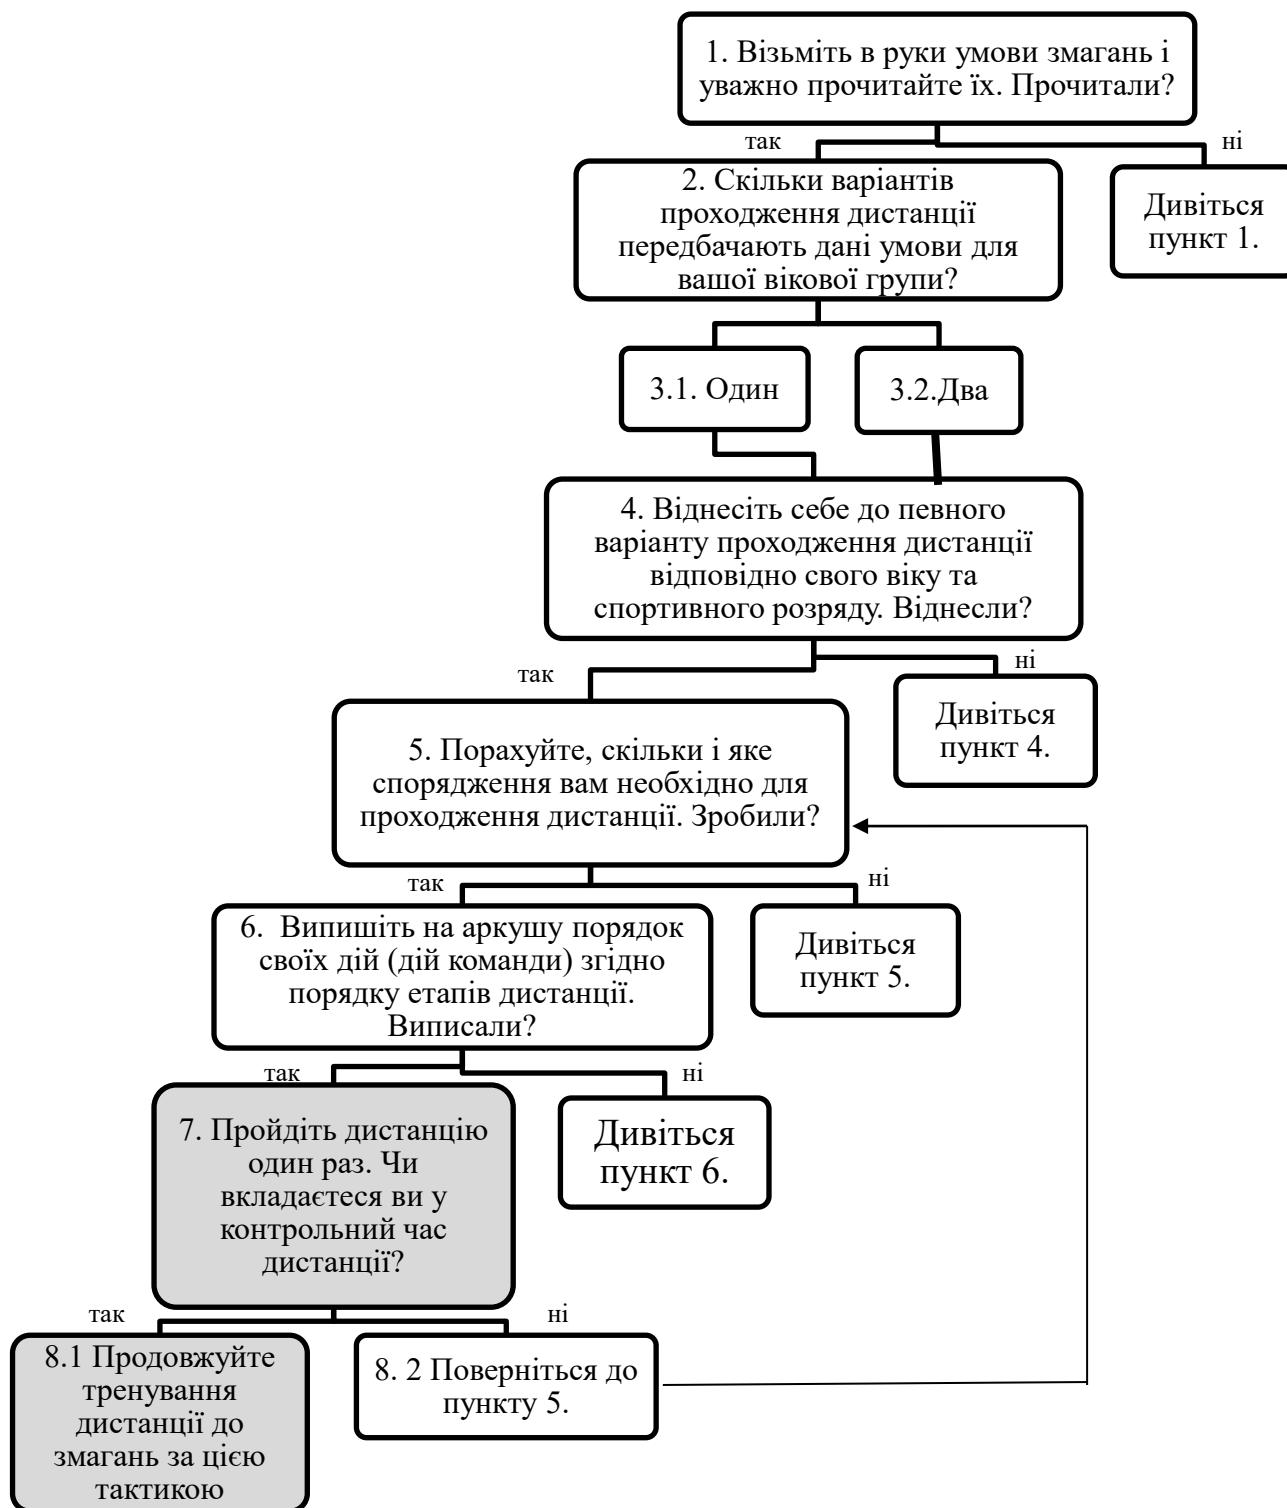 1. Візьміть в руки умови змагань і
уважно прочитайте їх. Прочитали?
так
ні
2. Скільки варіантів
проходження дистанції
передбачають дані умови для
вашої вікової групи?
Дивіться
пункт 1.
3.1. Один
3.2.Два
4. Віднесіть себе до певного
варіанту проходження дистанції
відповідно свого віку та
спортивного розряду. Віднесли?
так
ні
5. Порахуйте, скільки і яке
спорядження вам необхідно для
проходження дистанції. Зробили?
Дивіться
пункт 4.
так
ні
6. Випишіть на аркушу порядок
своїх дій (дій команди) згідно
порядку етапів дистанції.
Виписали?
Дивіться
пункт 5.
так
ні
7. Пройдіть дистанцію
один раз. Чи
вкладаєтеся ви у
контрольний час
дистанції?
Дивіться
пункт 6.
так
ні
8.1 Продовжуйте
тренування
дистанції до
змагань за цією
тактикою
8. 2 Поверніться до
пункту 5.